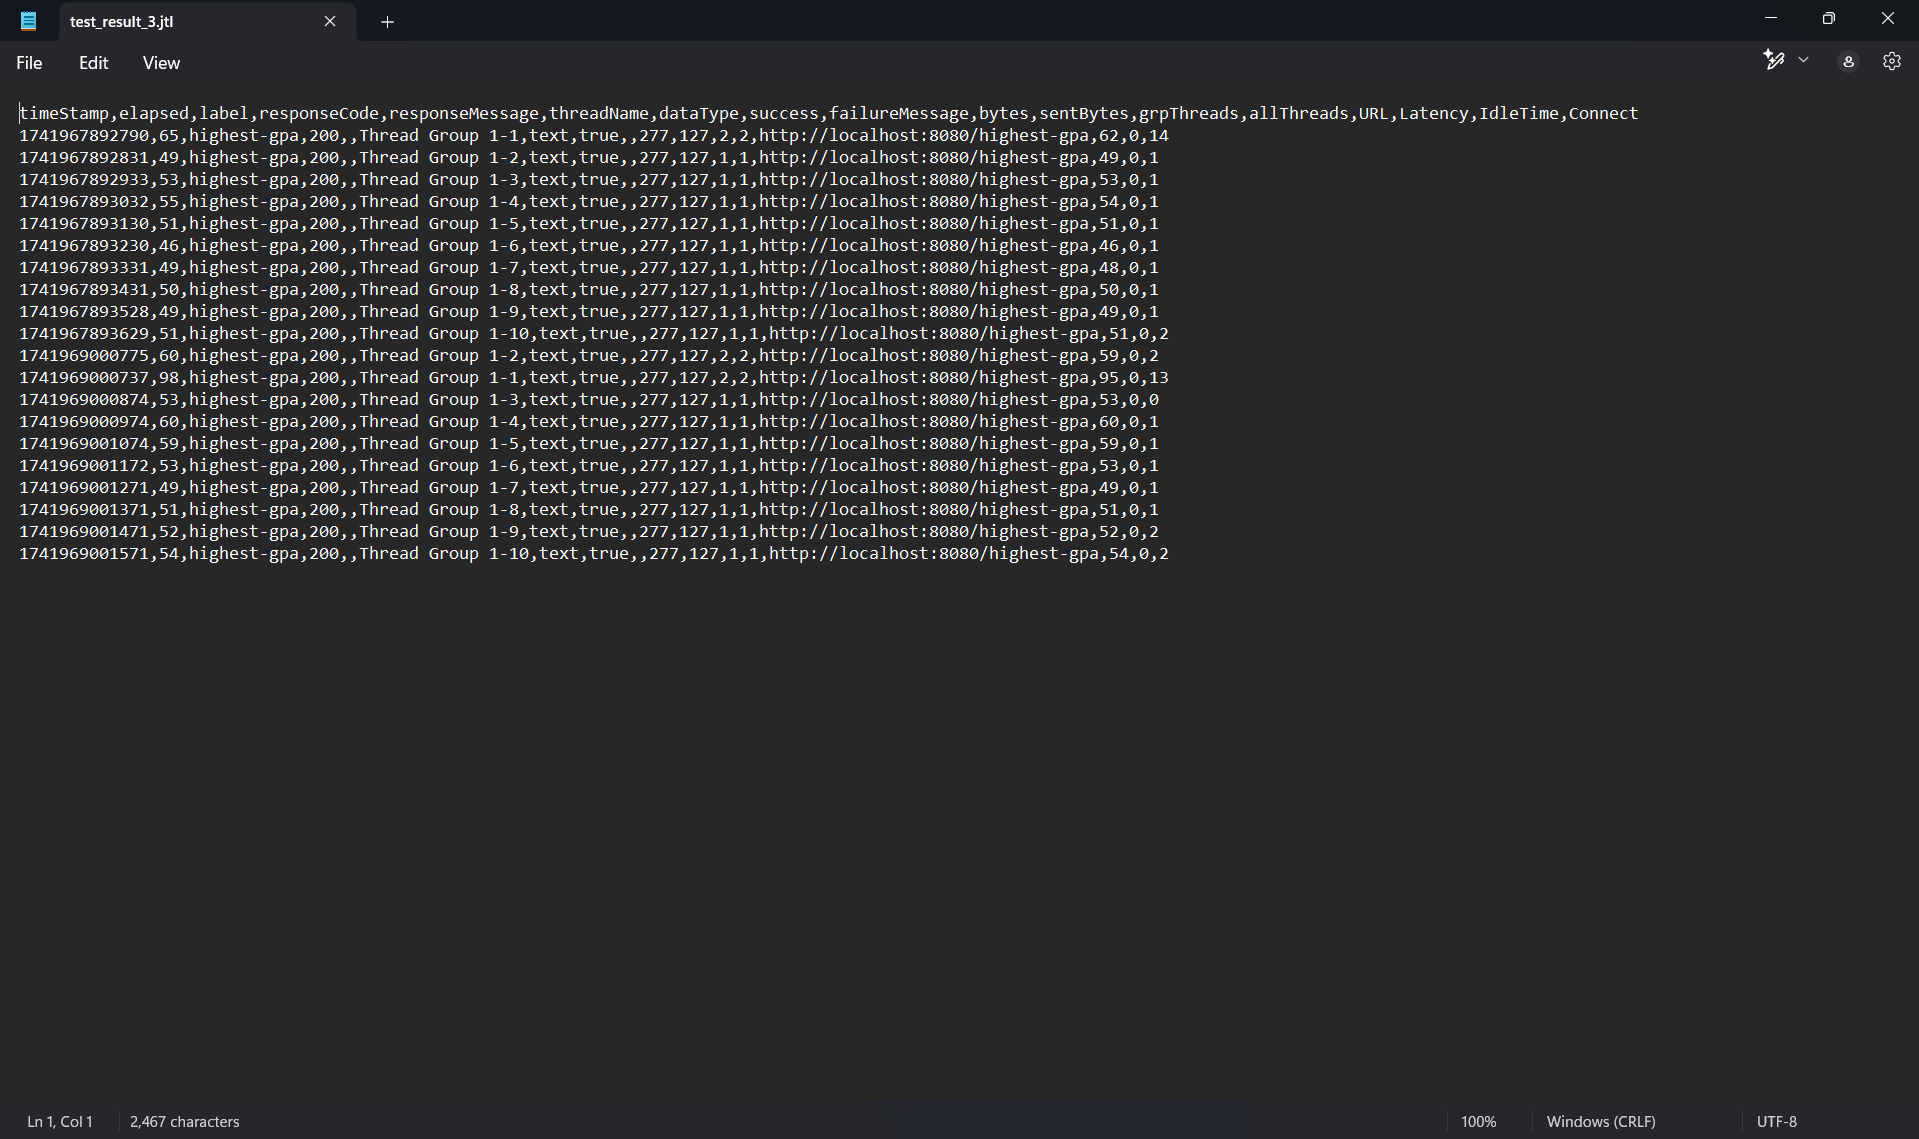 test_result_3.jtl
File Edit View
timeStamp,elapsed,label,responseCode,responseMessage,threadName,dataType,success,failureMessage,bytes,sentBytes,grpThreads,allThreads,URL,Latency,IdleTime,Connect
1741967892790,65,highest-gpa,200,,Thread Group 1-1,text,true,,277,127,2,2,http://localhost:8080/highest-gpa,62,0,14
1741967892831,49,highest-gpa,200,,Thread Group 1-2,text,true,,277,127,1,1,http://localhost:8080/highest-gpa,49,0,1
1741967892933,53,highest-gpa,200,,Thread Group 1-3,text,true,,277,127,1,1,http://localhost:8080/highest-gpa,53,0,1
1741967893032,55,highest-gpa,200,,Thread Group 1-4,text,true,,277,127,1,1,http://localhost:8080/highest-gpa,54,0,1
1741967893130,51,highest-gpa,200,,Thread Group 1-5,text,true,,277,127,1,1,http://localhost:8080/highest-gpa,51,0,1
1741967893230,46,highest-gpa,200,,Thread Group 1-6,text,true,,277,127,1,1,http://localhost:8080/highest-gpa,46,0,1
1741967893331,49,highest-gpa,200,,Thread Group 1-7,text,true,,277,127,1,1,http://localhost:8080/highest-gpa,48,0,1
1741967893431,50,highest-gpa,200,,Thread Group 1-8,text,true,,277,127,1,1,http://localhost:8080/highest-gpa,50,0,1
1741967893528,49,highest-gpa,200,,Thread Group 1-9,text,true,,277,127,1,1,http://localhost:8080/highest-gpa,49,0,1
1741967893629,51,highest-gpa,200,,Thread Group 1-10,text,true,,277,127,1,1,http://localhost:8080/highest-gpa,51,0,2
1741969000775,60,highest-gpa,200,,Thread Group 1-2,text,true,,277,127,2,2,http://localhost:8080/highest-gpa,59,0,2
1741969000737,98,highest-gpa,200,,Thread Group 1-1,text,true,,277,127,2,2,http://localhost:8080/highest-gpa,95,0,13
1741969000874,53,highest-gpa,200,,Thread Group 1-3,text,true,,277,127,1,1,http://localhost:8080/highest-gpa,53,0,0
1741969000974,60,highest-gpa,200,,Thread Group 1-4,text,true,,277,127,1,1,http://localhost:8080/highest-gpa,60,0,1
1741969001074,59,highest-gpa,200,,Thread Group 1-5,text,true,,277,127,1,1,http://localhost:8080/highest-gpa,59,0,1
1741969001172,53,highest-gpa,200,,Thread Group 1-6,text,true,,277,127,1,1,http://localhost:8080/highest-gpa,53,0,1
1741969001271,49,highest-gpa,200,,Thread Group 1-7,text,true,,277,127,1,1,http://localhost:8080/highest-gpa,49,0,1
1741969001371,51,highest-gpa,200,,Thread Group 1-8,text,true,,277,127,1,1,http://localhost:8080/highest-gpa,51,0,1
1741969001471,52,highest-gpa,200,,Thread Group 1-9,text,true,,277,127,1,1,http://localhost:8080/highest-gpa,52,0,2
1741969001571,54,highest-gpa,200,,Thread Group 1-10,text,true,,277,127,1,1,http://localhost:8080/highest-gpa,54,0,2
Ln 1, Col 1 2,467 characters 100% Windows (CRLF) UTF-8